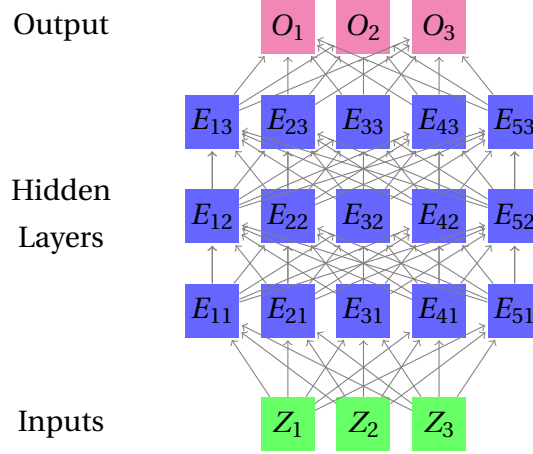 Output O₁ O₂ O₃
E₁₃ E₂₃ E₃₃ E₄₃ E₅₃
Hidden
Layers
E₁₂ E₂₂ E₃₂ E₄₂ E₅₂
E₁₁ E₂₁ E₃₁ E₄₁ E₅₁
Inputs Z₁ Z₂ Z₃